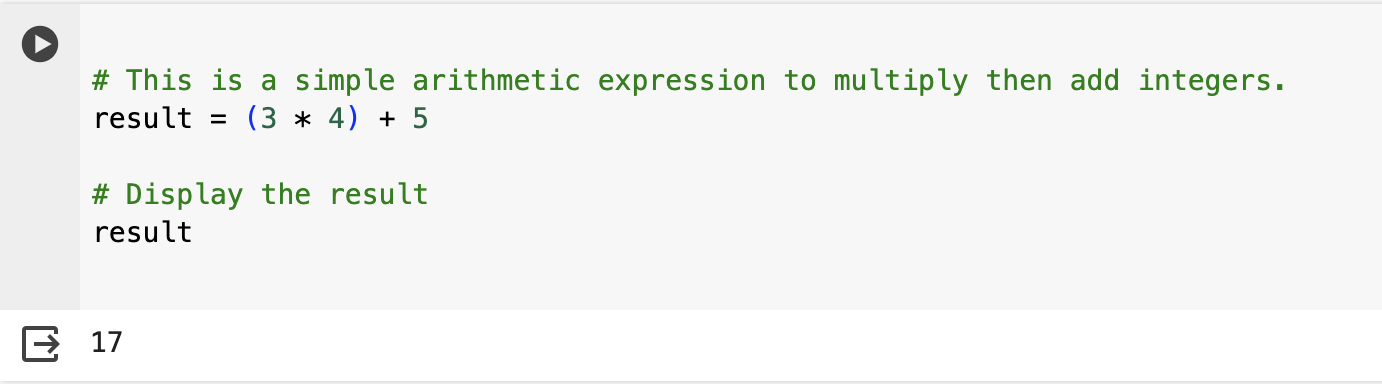 # This is a simple arithmetic expression to multiply then add integers.
result = (3 * 4) + 5
# Display the result
result
17